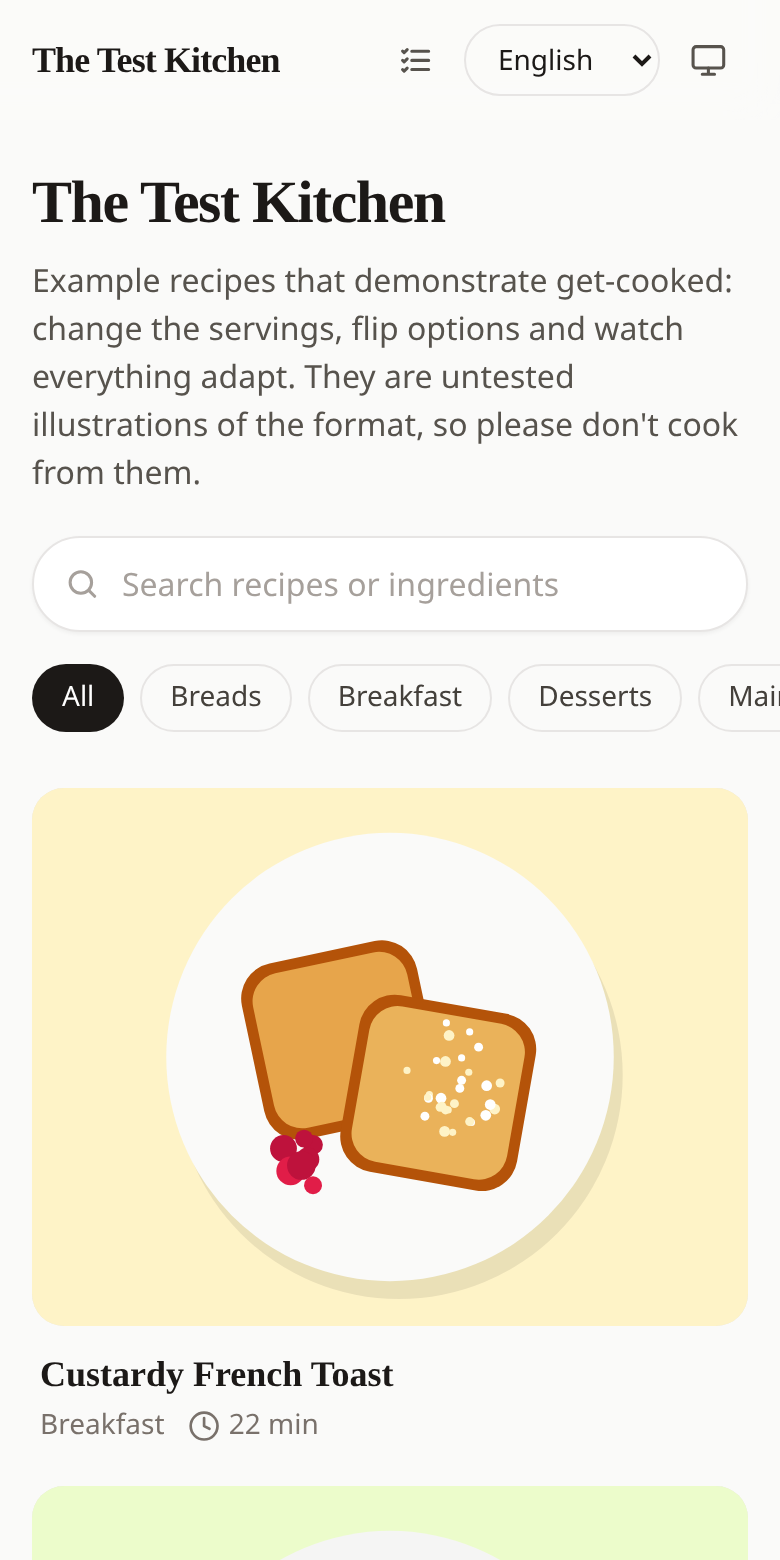 The Test Kitchen
English
The Test Kitchen
Example recipes that demonstrate get-cooked:
change the servings, flip options and watch
everything adapt. They are untested
illustrations of the format, so please don't cook
from them.
Search recipes or ingredients
All Breads Breakfast Desserts
Custardy French Toast
Breakfast 22 min